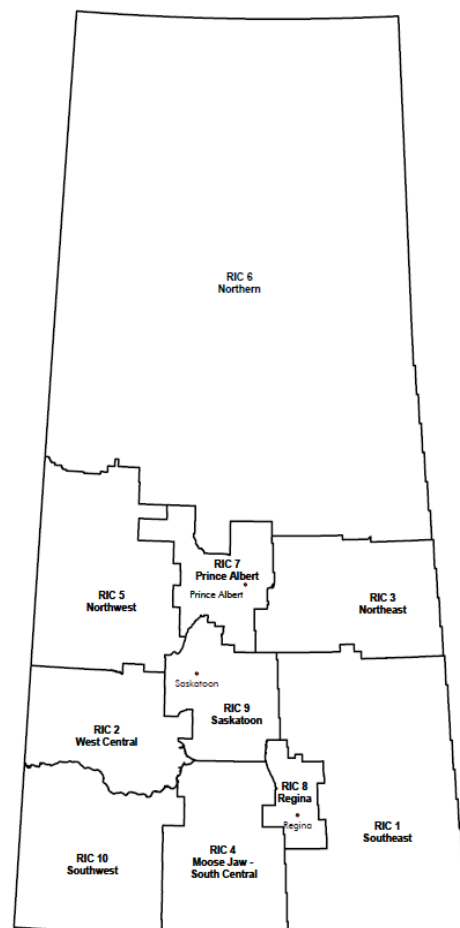 RIC 6
Northern
RIC 7
Prince Albert
Prince Albert
RIC 5
Northwest
RIC 3
Northeast
Saskatoon
RIC 9
Saskatoon
RIC 2
West Central
RIC 8
Regina
Regina
RIC 1
Southeast
RIC 10
Southwest
RIC 4
Moose Jaw -
South Central